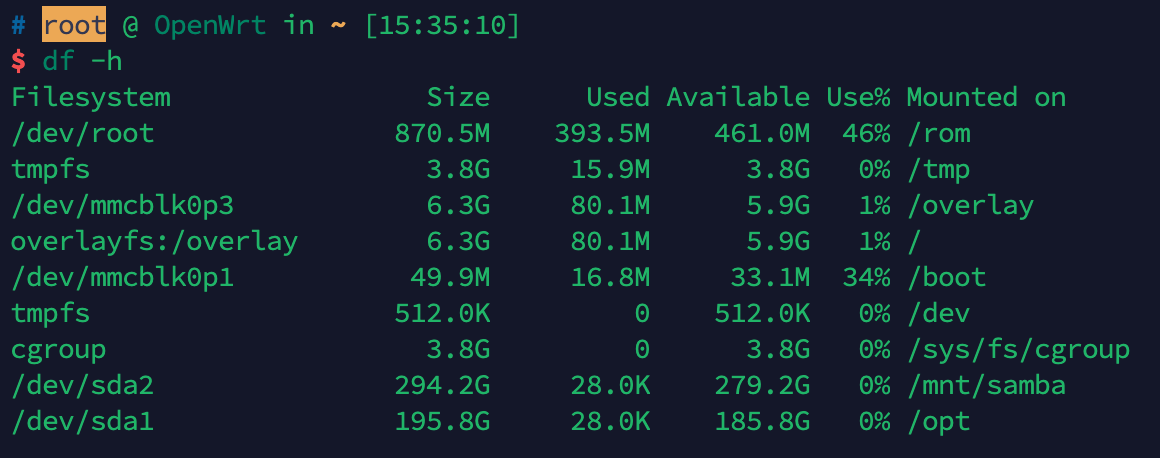 # root @ OpenWrt in ~ [15:35:10]
$ df -h
Filesystem                Size      Used Available Use% Mounted on
/dev/root               870.5M    393.5M    461.0M  46% /rom
tmpfs                     3.8G     15.9M      3.8G   0% /tmp
/dev/mmcblk0p3            6.3G     80.1M      5.9G   1% /overlay
overlayfs:/overlay        6.3G     80.1M      5.9G   1% /
/dev/mmcblk0p1           49.9M     16.8M     33.1M  34% /boot
tmpfs                   512.0K         0    512.0K   0% /dev
cgroup                    3.8G         0      3.8G   0% /sys/fs/cgroup
/dev/sda2               294.2G     28.0K    279.2G   0% /mnt/samba
/dev/sda1               195.8G     28.0K    185.8G   0% /opt